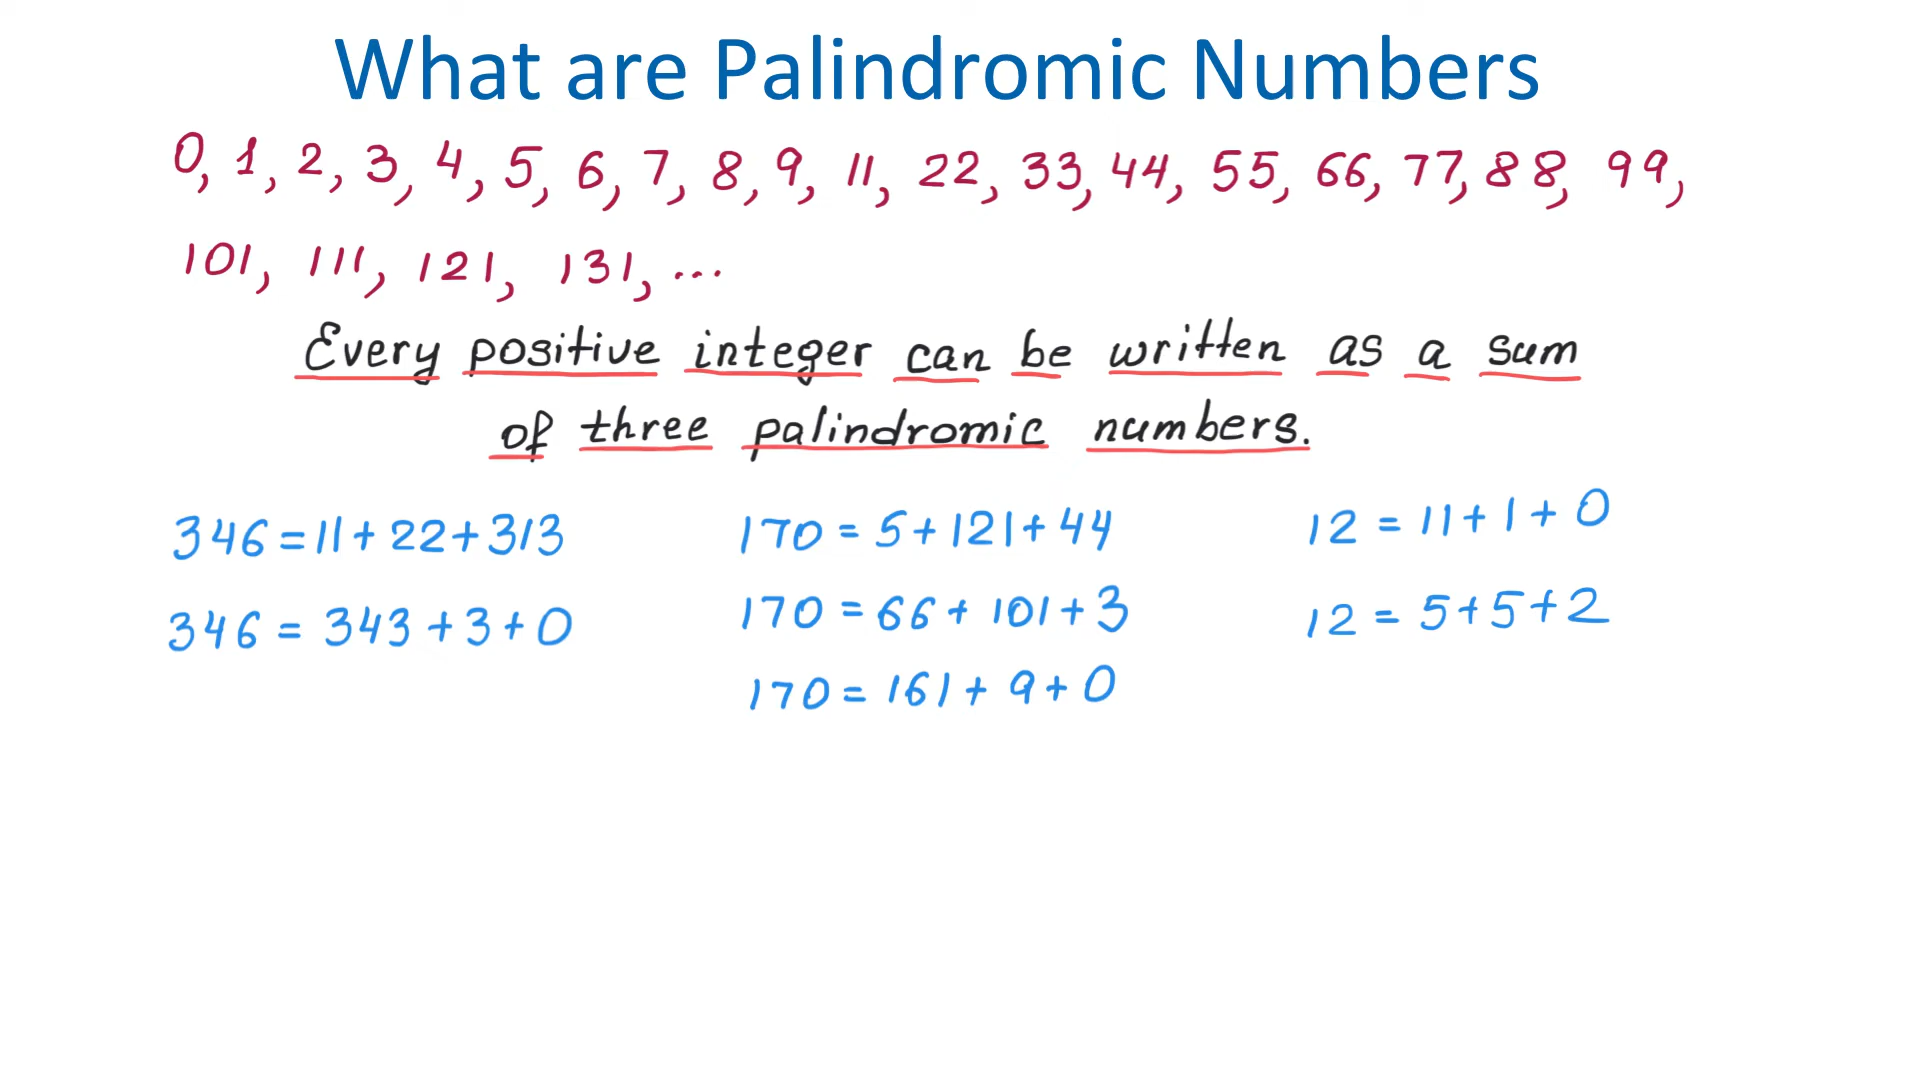 What are Palindromic Numbers
0, 1, 2, 3, 4, 5, 6, 7, 8, 9, 11, 22, 33, 44, 55, 66, 77, 88, 99,
101, 111, 121, 131, ...
Every positive integer can be written as a sum
of three palindromic numbers.
346 = 11 + 22 + 313
346 = 343 + 3 + 0
170 = 5 + 121 + 44
170 = 66 + 101 + 3
170 = 161 + 9 + 0
12 = 11 + 1 + 0
12 = 5 + 5 + 2